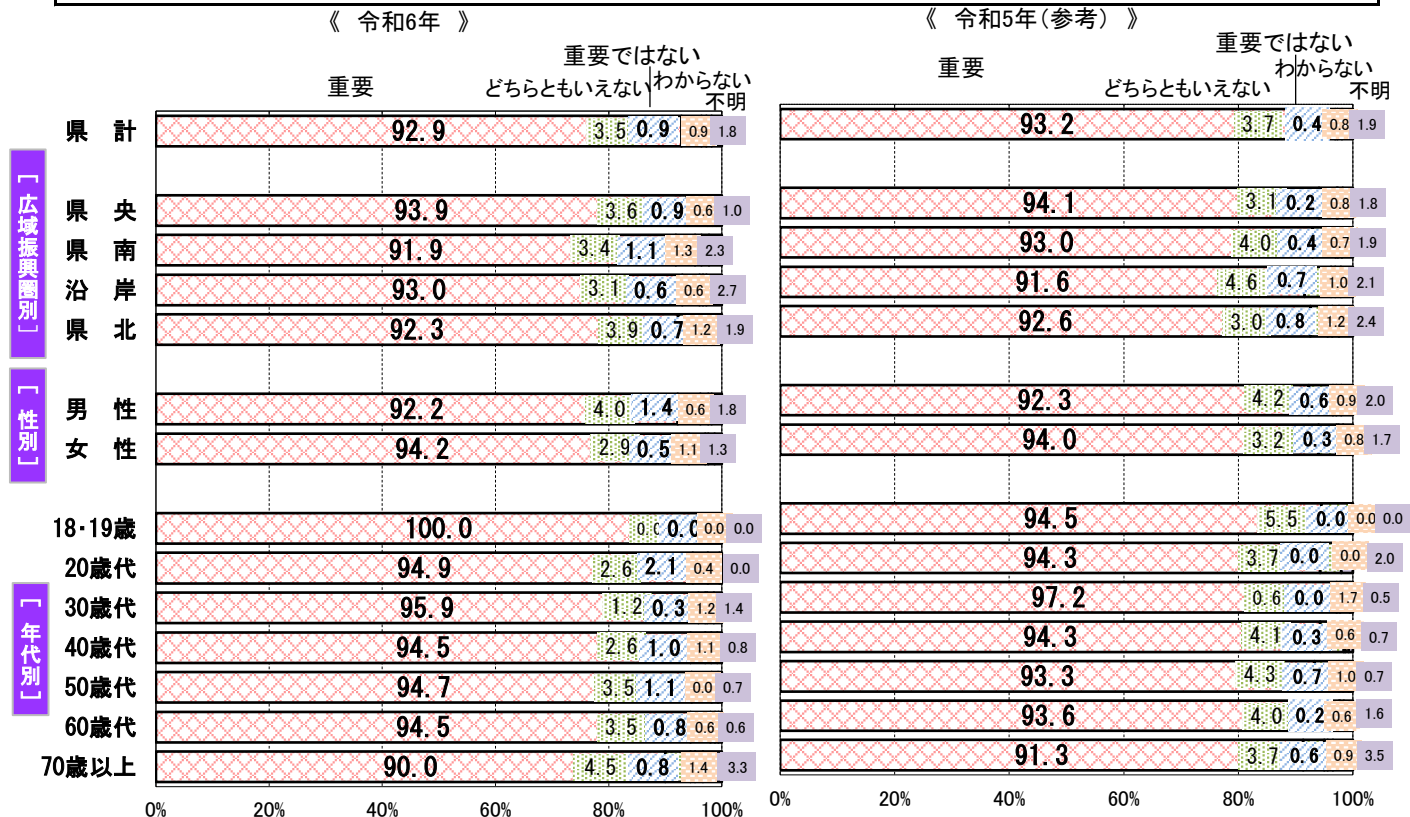 《 令和6年 》
《 令和5年(参考) 》
重要
どちらともいえない
重要ではない
わからない
不明
重要
どちらともいえない
重要ではない
わからない
不明
県 計 92.9 3.5 0.9 0.9 1.8 93.2 3.7 0.4 0.8 1.9
[広域振興圏別]
県 央 93.9 3.6 0.9 0.6 1.0 94.1 3.1 0.2 0.8 1.8
県 南 91.9 3.4 1.1 1.3 2.3 93.0 4.0 0.4 0.7 1.9
沿 岸 93.0 3.1 0.6 0.6 2.7 91.6 4.6 0.7 1.0 2.1
県 北 92.3 3.9 0.7 1.2 1.9 92.6 3.0 0.8 1.2 2.4
[性別]
男 性 92.2 4.0 1.4 0.6 1.8 92.3 4.2 0.6 0.9 2.0
女 性 94.2 2.9 0.5 1.1 1.3 94.0 3.2 0.3 0.8 1.7
[年代別]
18・19歳 100.0 0.0 0.0 0.0 0.0 94.5 5.5 0.0 0.0 0.0
20歳代 94.9 2.6 2.1 0.4 0.0 94.3 3.7 0.0 0.0 2.0
30歳代 95.9 1.2 0.3 1.2 1.4 97.2 0.6 0.0 1.7 0.5
40歳代 94.5 2.6 1.0 1.1 0.8 94.3 4.1 0.3 0.6 0.7
50歳代 94.7 3.5 1.1 0.0 0.7 93.3 4.3 0.7 1.0 0.7
60歳代 94.5 3.5 0.8 0.6 0.6 93.6 4.0 0.2 0.6 1.6
70歳以上 90.0 4.5 0.8 1.4 3.3 91.3 3.7 0.6 0.9 3.5
0% 20% 40% 60% 80% 100%
0% 20% 40% 60% 80% 100%